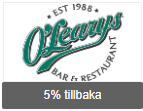 EST 1988
O'Learys
BAR & RESTAURANT
5% tillbaka